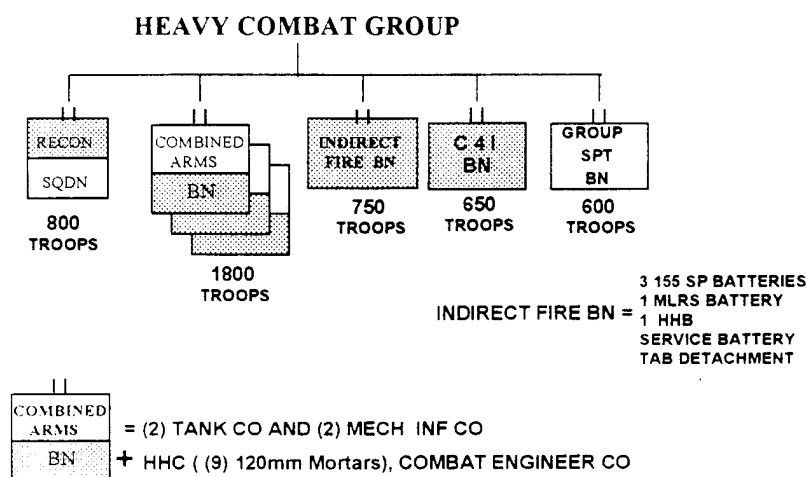 HEAVY COMBAT GROUP
RECON
SQDN
800
TROOPS
COMBINED
ARMS
BN
1800
TROOPS
INDIRECT
FIRE BN
750
TROOPS
C 4 I
BN
650
TROOPS
GROUP
SPT
BN
600
TROOPS
INDIRECT FIRE BN =
3 155 SP BATTERIES
1 MLRS BATTERY
1 HHB
SERVICE BATTERY
TAB DETACHMENT
COMBINED
ARMS
BN
= (2) TANK CO AND (2) MECH INF CO
+ HHC ( (9) 120mm Mortars), COMBAT ENGINEER CO